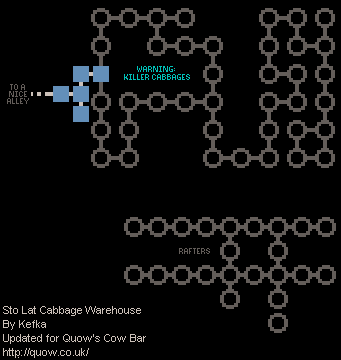 WARNING:
KILLER CABBAGES
TO A
NICE
ALLEY
RAFTERS
Sto Lat Cabbage Warehouse
By Kefka
Updated for Quow's Cow Bar
http://quow.co.uk/